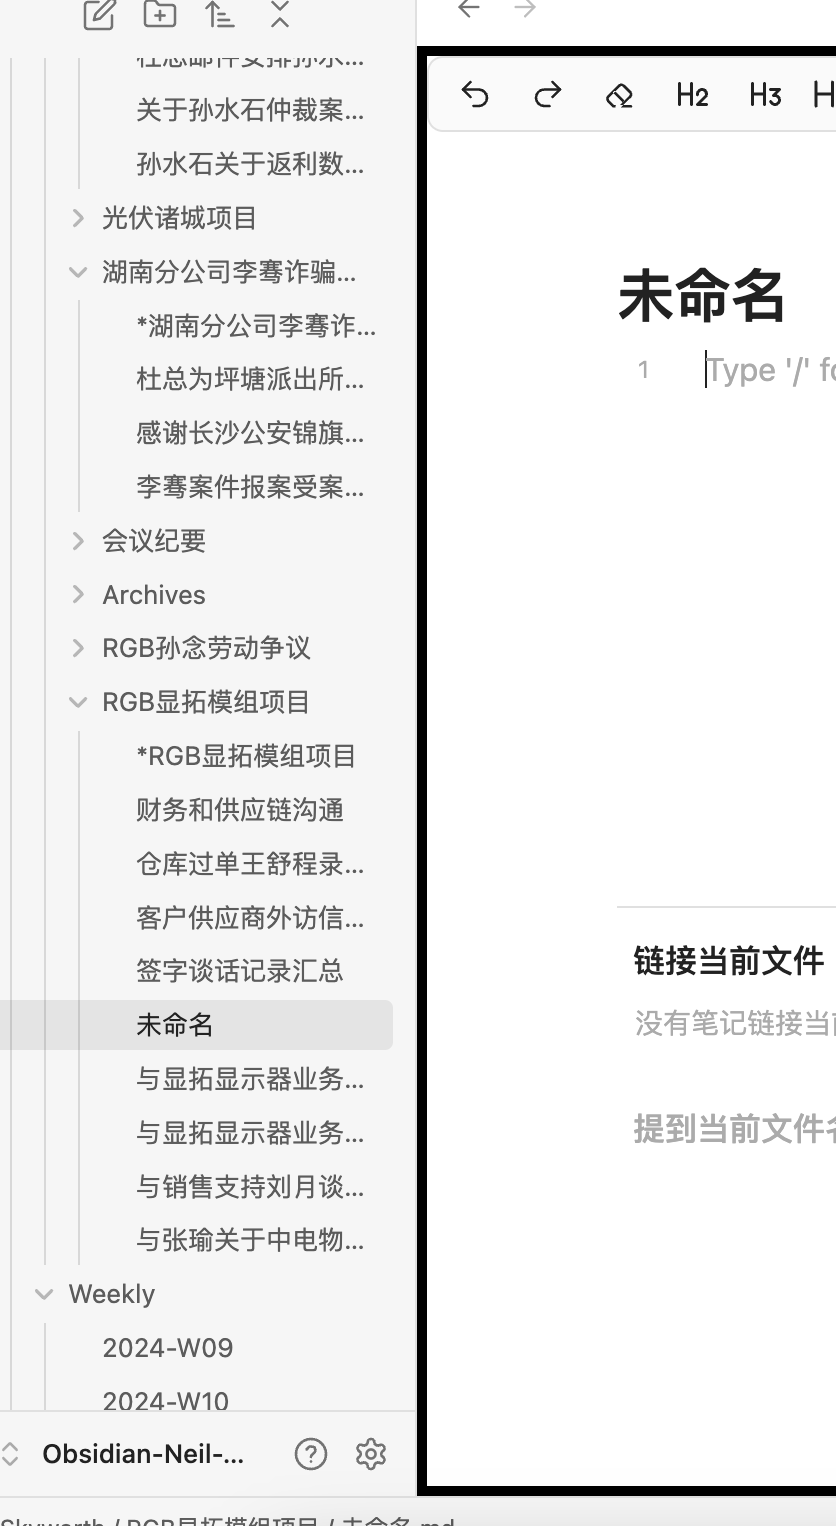 关于孙水石仲裁案...
孙水石关于返利数...
光伏诸城项目
湖南分公司李骞诈骗...
*湖南分公司李骞诈...
杜总为坪塘派出所...
感谢长沙公安锦旗...
李骞案件报案受案...
会议纪要
Archives
RGB孙念劳动争议
RGB显拓模组项目
*RGB显拓模组项目
财务和供应链沟通
仓库过单王舒程录...
客户供应商外访信...
签字谈话记录汇总
未命名
与显拓显示器业务...
与显拓显示器业务...
与销售支持刘月谈...
与张瑜关于中电物...
Weekly
2024-W09
2024-W10
Obsidian-Neil-...
H2 H3 H
未命名
1 Type '/' fo
链接当前文件
没有笔记链接当前
提到当前文件名
Skyworth / RGB显拓模组项目 / 未命名.md